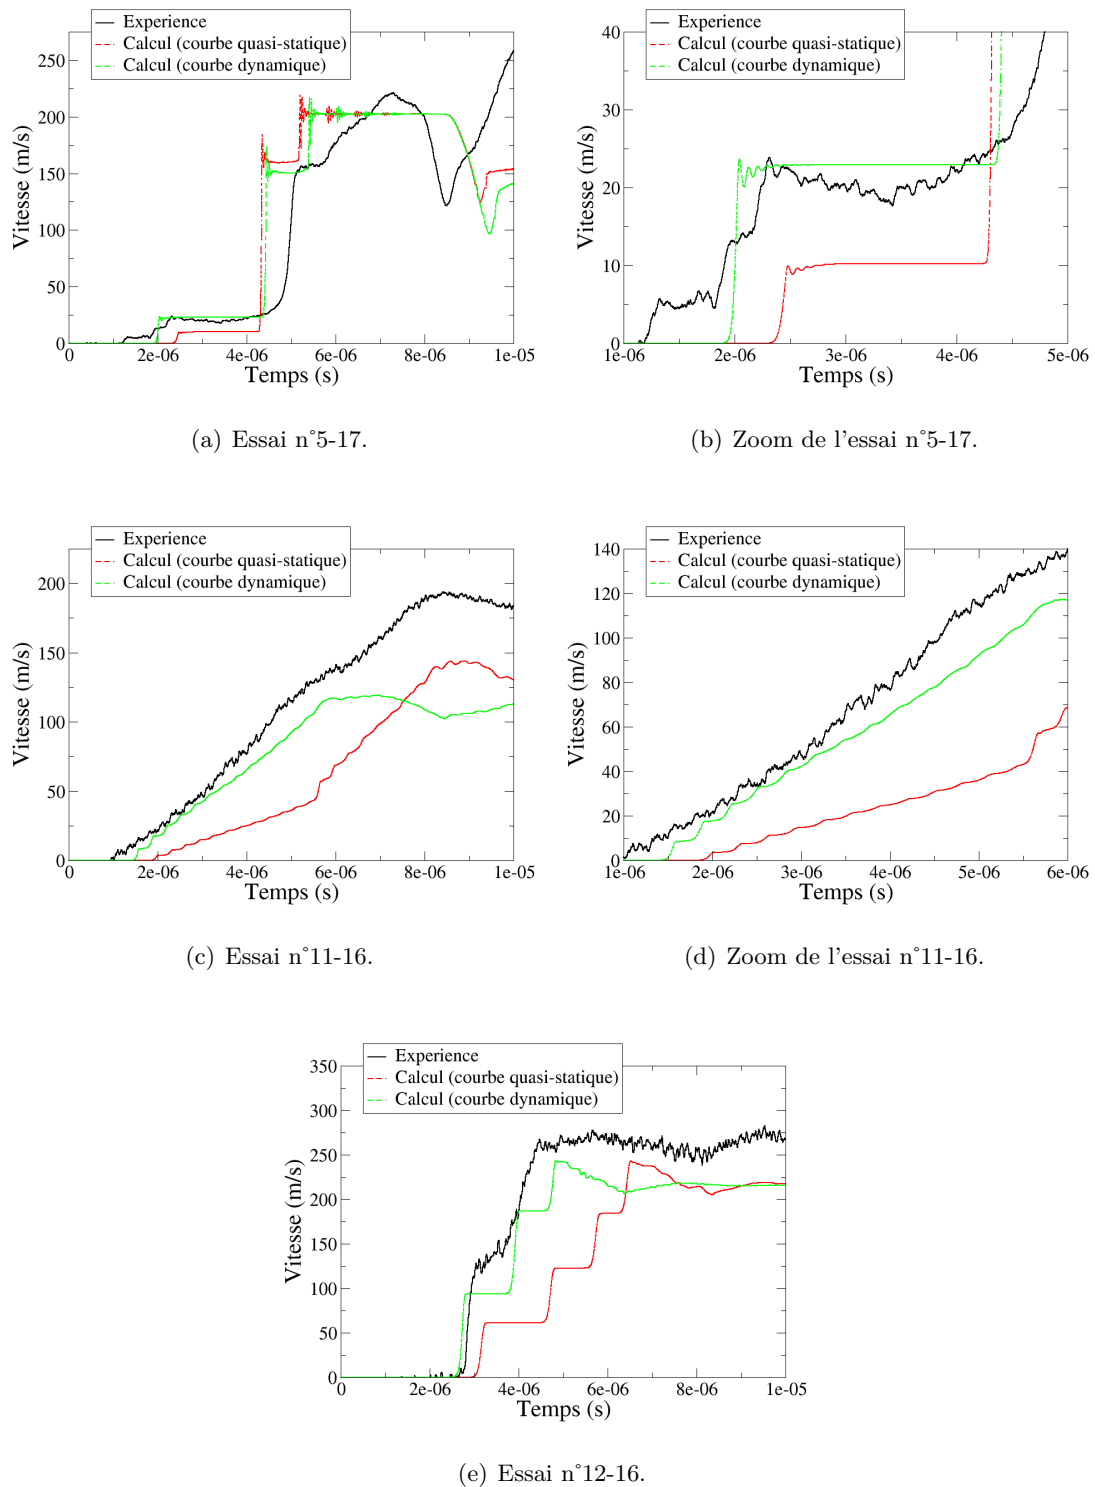 Experience
Calcul (courbe quasi-statique)
Calcul (courbe dynamique)
250
200
150
100
50
0
Vitesse (m/s)
0 2e-06 4e-06 6e-06 8e-06 1e-05
Temps (s)
(a) Essai n°5-17.
Experience
Calcul (courbe quasi-statique)
Calcul (courbe dynamique)
40
30
20
10
0
Vitesse (m/s)
1e-06 2e-06 3e-06 4e-06 5e-06
Temps (s)
(b) Zoom de l'essai n°5-17.
Experience
Calcul (courbe quasi-statique)
Calcul (courbe dynamique)
200
150
100
50
0
Vitesse (m/s)
0 2e-06 4e-06 6e-06 8e-06 1e-05
Temps (s)
(c) Essai n°11-16.
Experience
Calcul (courbe quasi-statique)
Calcul (courbe dynamique)
140
120
100
80
60
40
20
0
Vitesse (m/s)
1e-06 2e-06 3e-06 4e-06 5e-06 6e-06
Temps (s)
(d) Zoom de l'essai n°11-16.
Experience
Calcul (courbe quasi-statique)
Calcul (courbe dynamique)
350
300
250
200
150
100
50
0
Vitesse (m/s)
0 2e-06 4e-06 6e-06 8e-06 1e-05
Temps (s)
(e) Essai n°12-16.